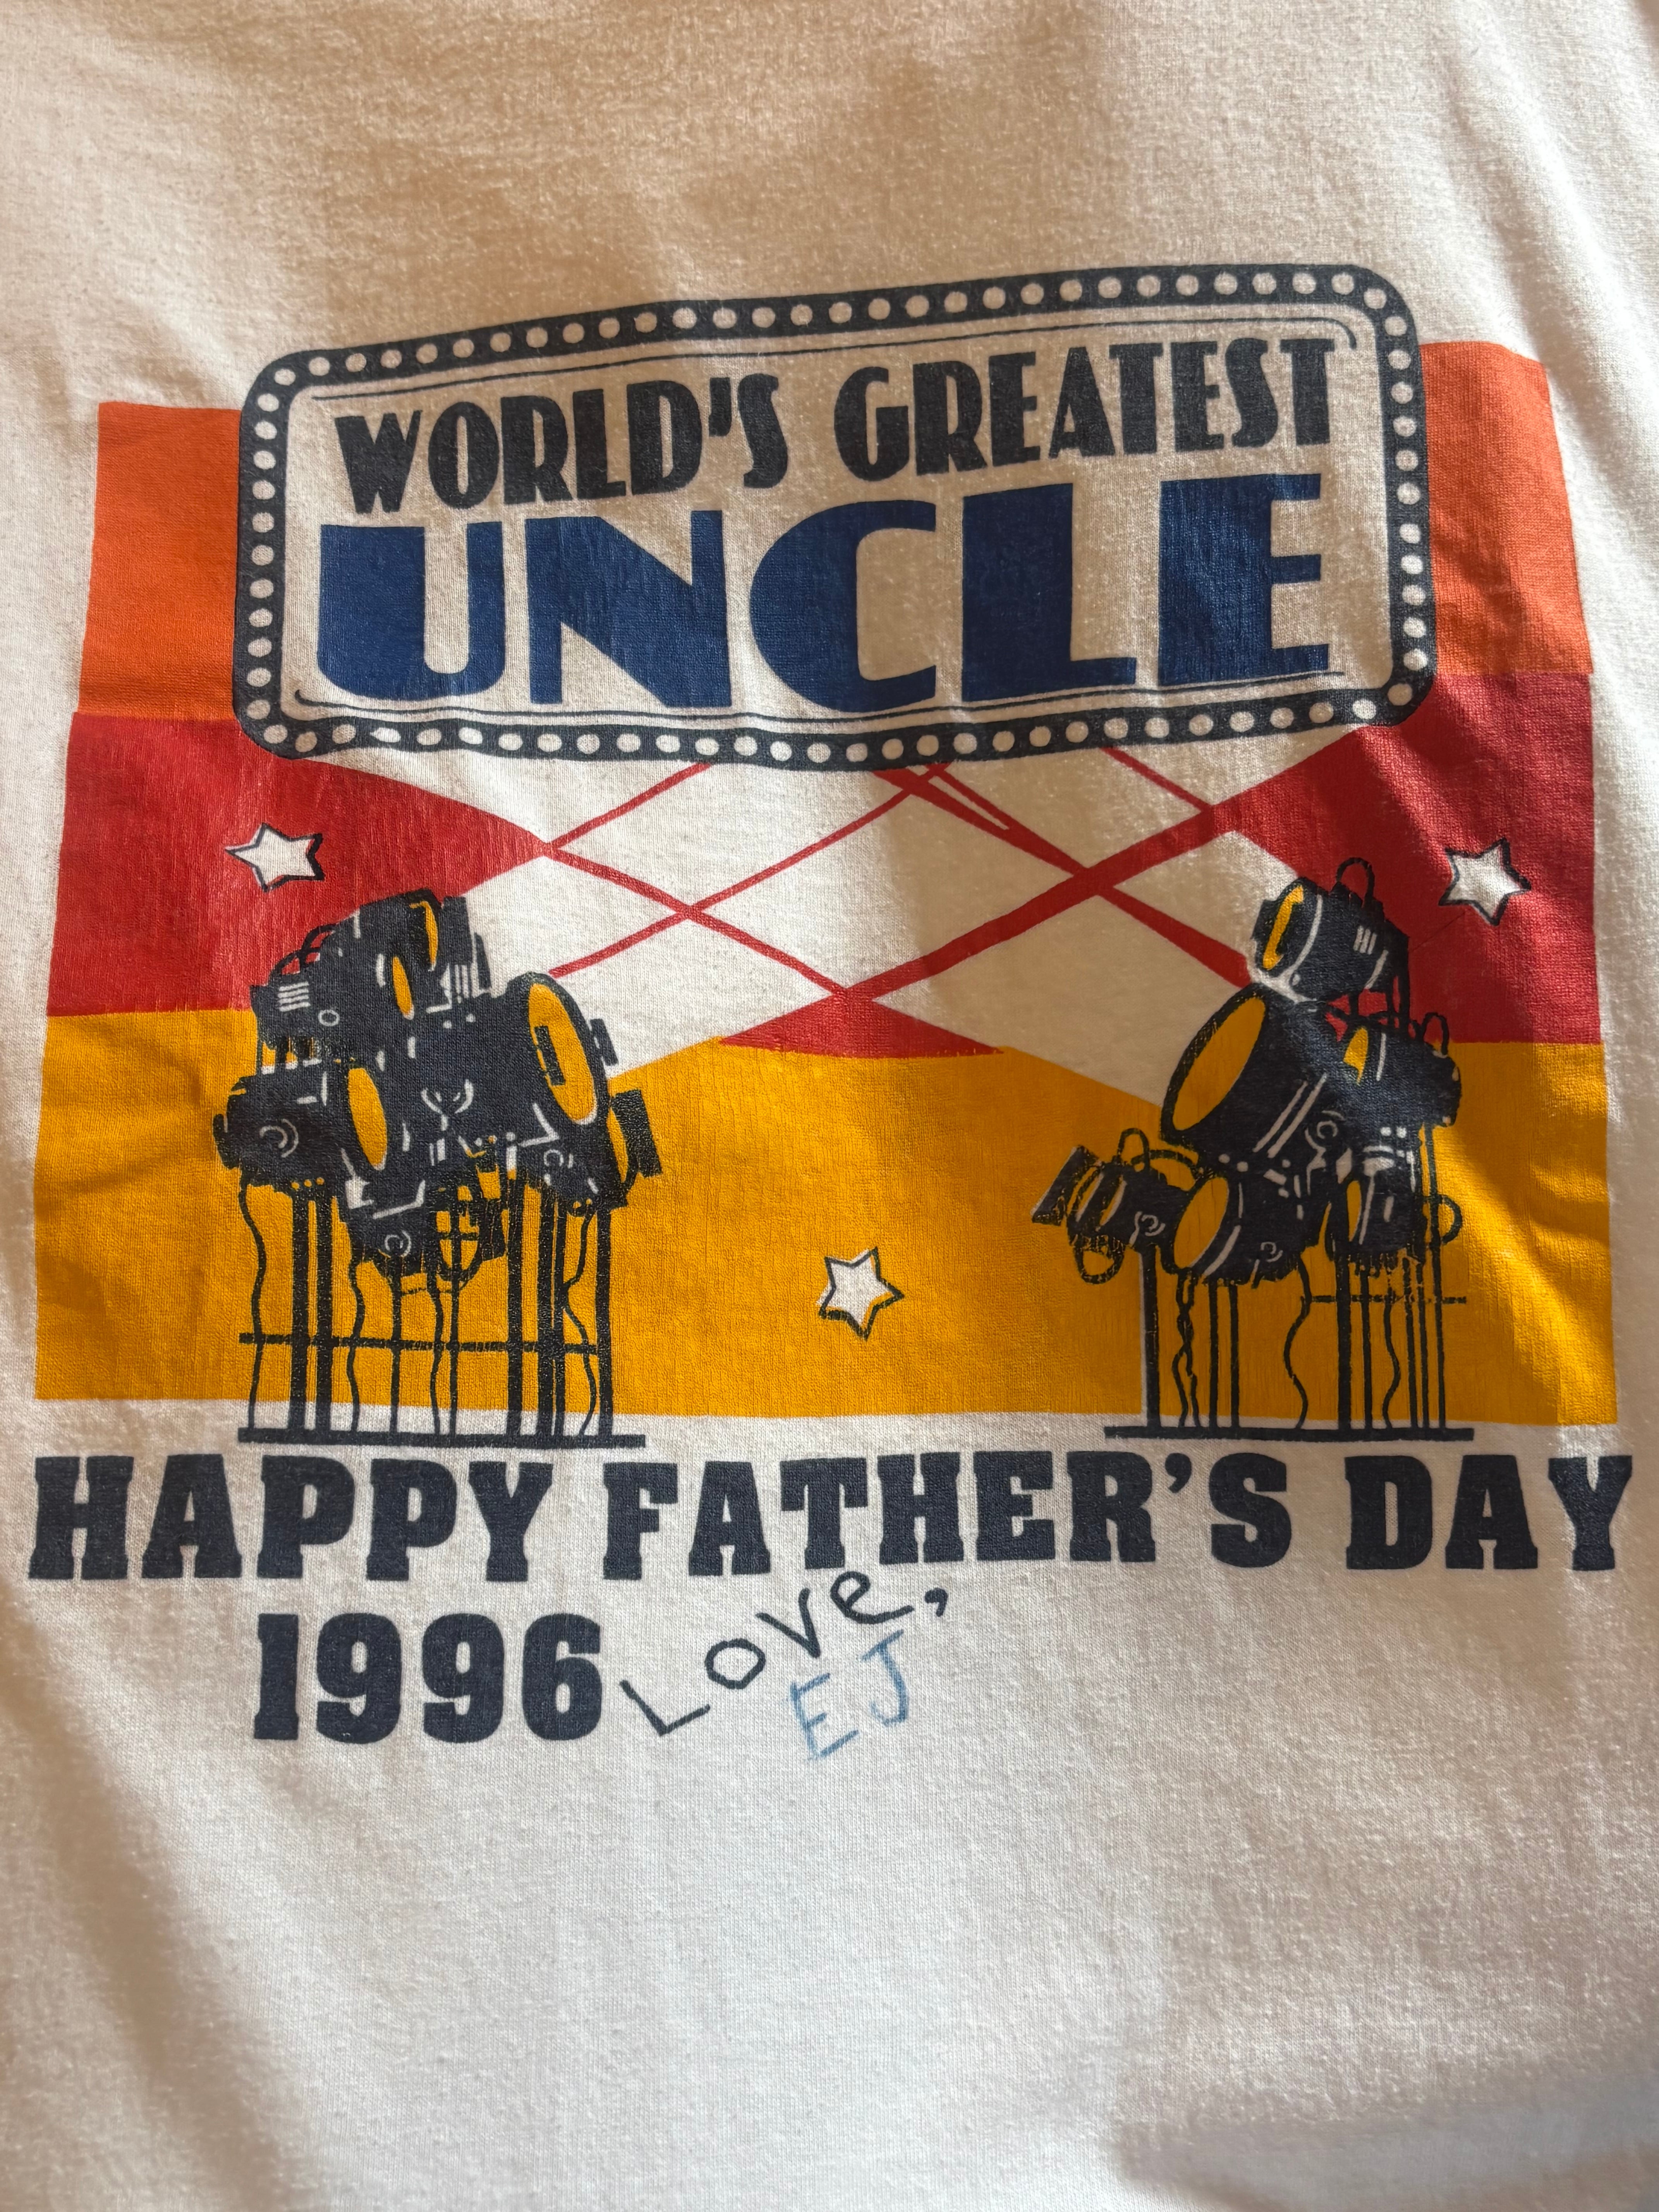 WORLD'S GREATEST
UNCLE
HAPPY FATHER'S DAY
1996
Love,
EJ